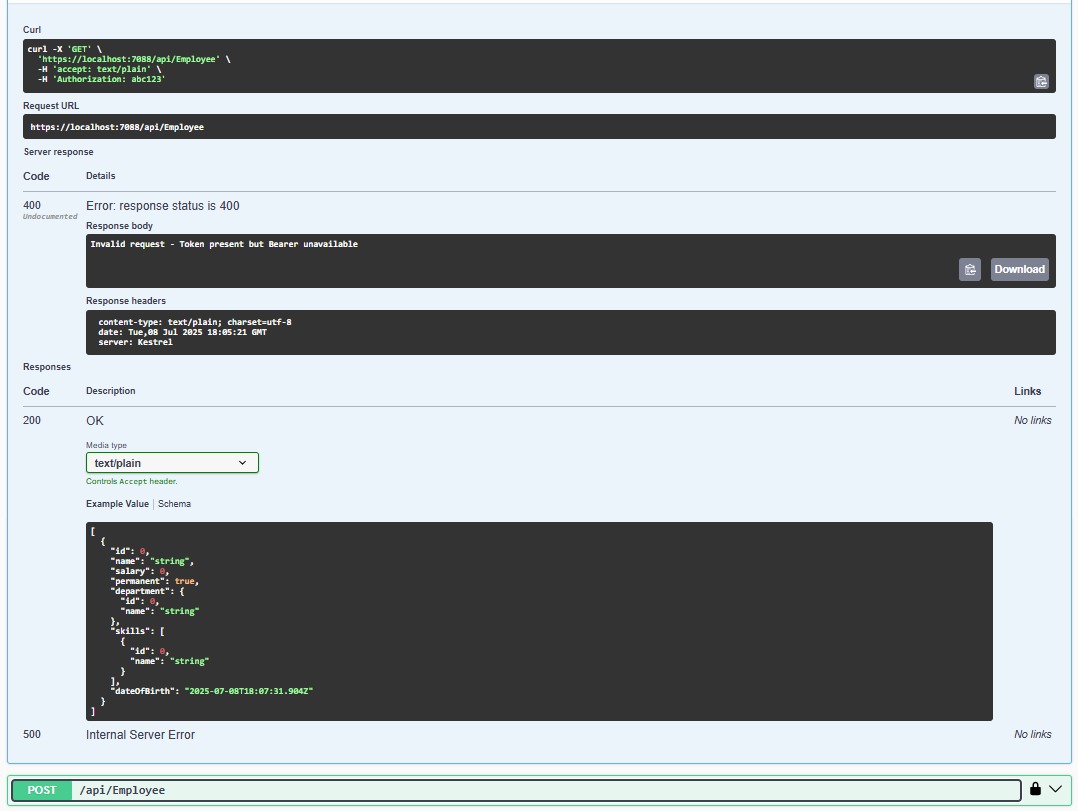 Curl
curl -X 'GET' \
  'https://localhost:7088/api/Employee' \
  -H 'accept: text/plain' \
  -H 'Authorization: abc123'
Request URL
https://localhost:7088/api/Employee
Server response
Code Details
400 Error: response status is 400
Undocumented
Response body
Invalid request - Token present but Bearer unavailable
Download
Response headers
content-type: text/plain; charset=utf-8
date: Tue,08 Jul 2025 18:05:21 GMT
server: Kestrel
Responses
Code Description Links
200 OK No links
Media type
text/plain
Controls Accept header.
Example Value Schema
[
  {
    "id": 0,
    "name": "string",
    "salary": 0,
    "permanent": true,
    "department": {
      "id": 0,
      "name": "string"
    },
    "skills": [
      {
        "id": 0,
        "name": "string"
      }
    ],
    "dateOfBirth": "2025-07-08T18:07:31.904Z"
  }
]
500 Internal Server Error No links
POST /api/Employee